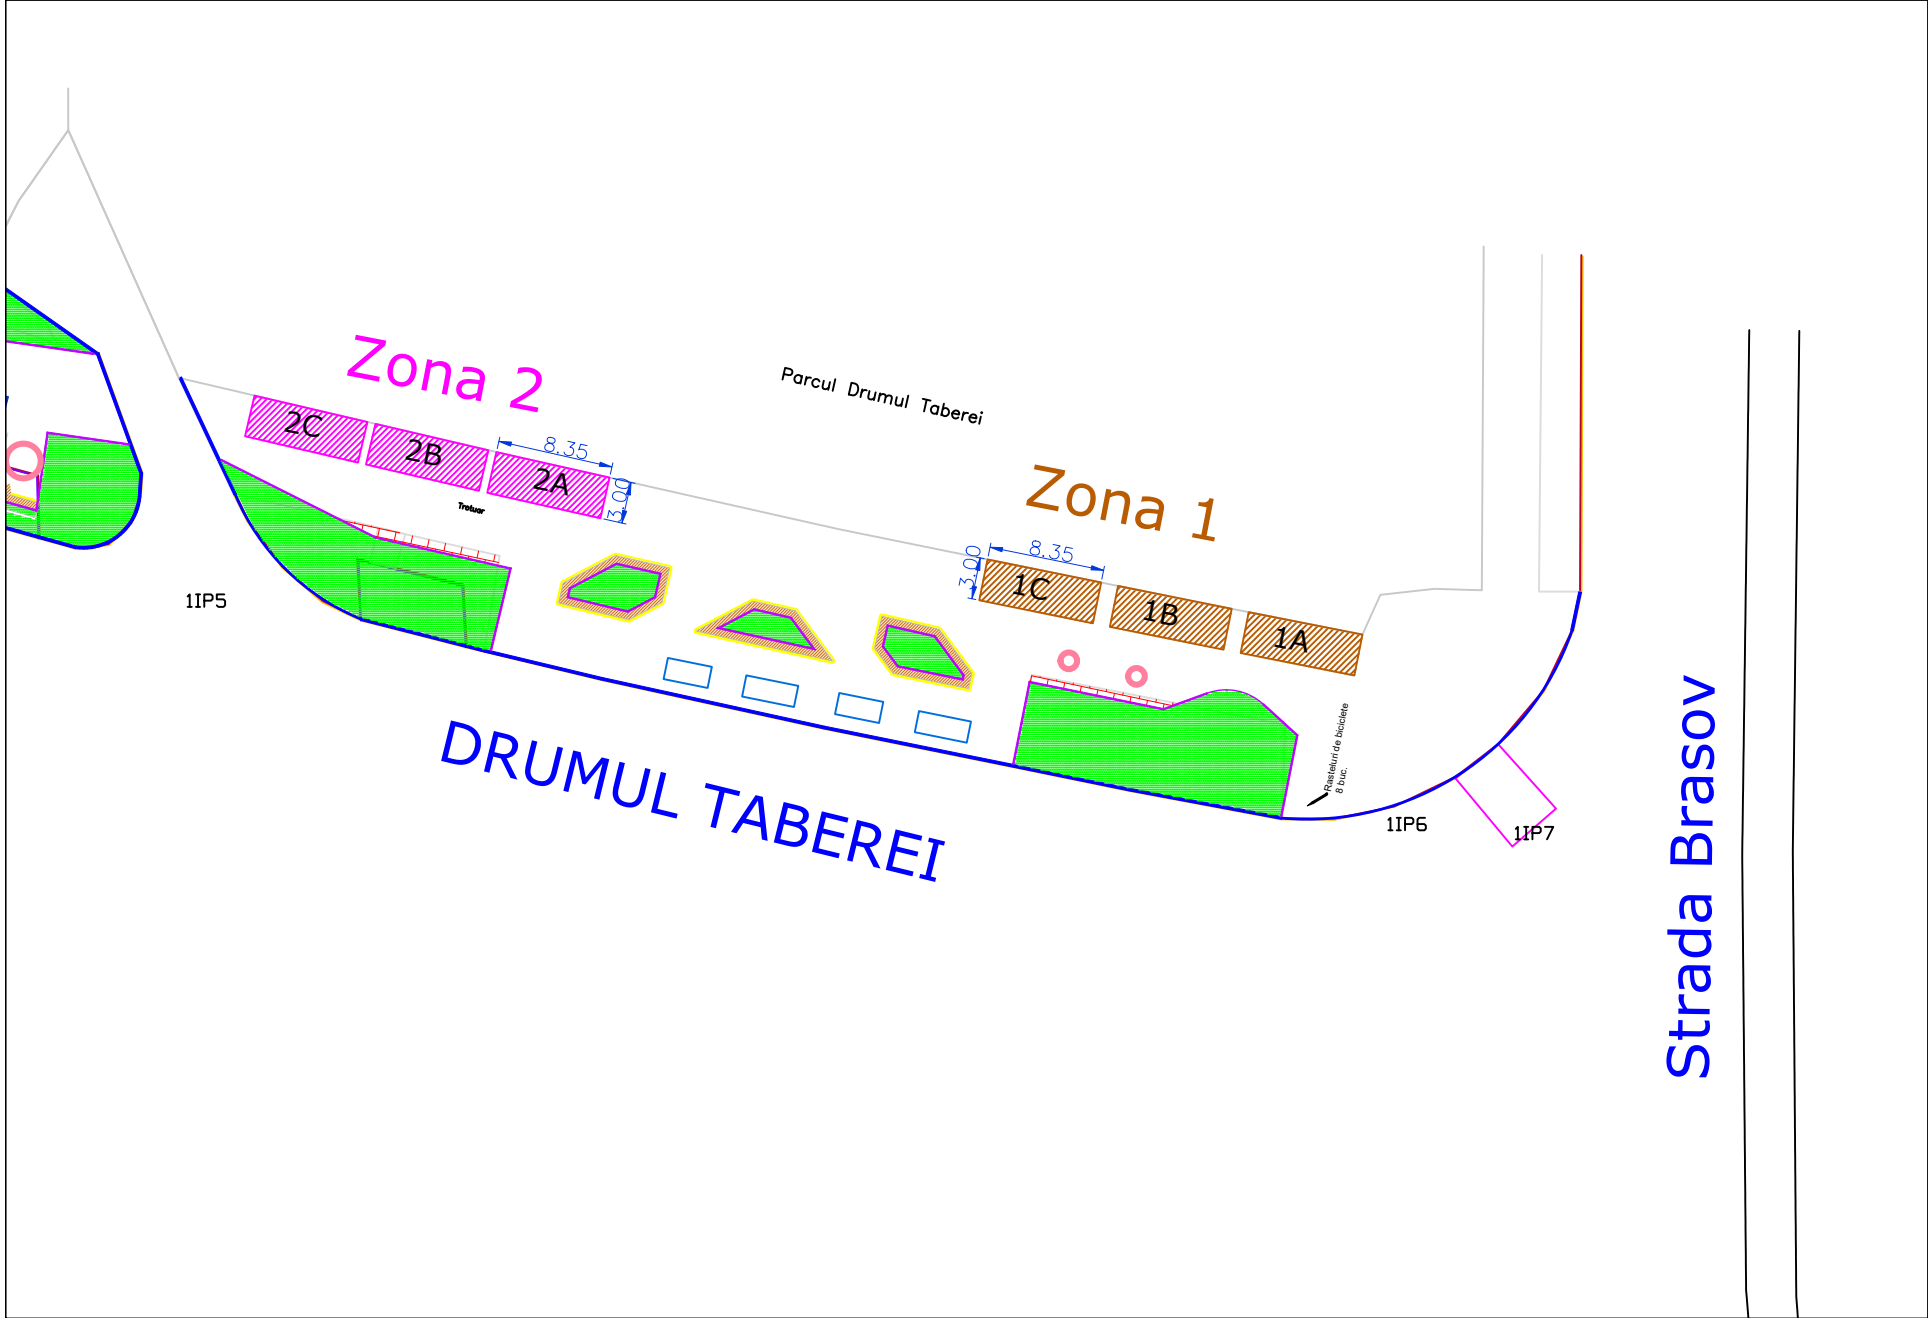 Zona 2
Parcul Drumul Taberei
2C
2B
2A
8.35
3.00
Trotuar
Zona 1
8.35
3.00
1C
1B
1A
1IP5
Rasteluri de biciclete
8 buc.
1IP6
1IP7
DRUMUL TABEREI
Strada Brasov